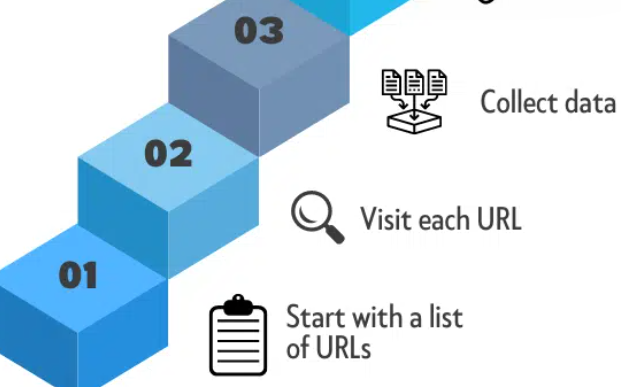 03
Collect data
02
Visit each URL
01
Start with a list
of URLs